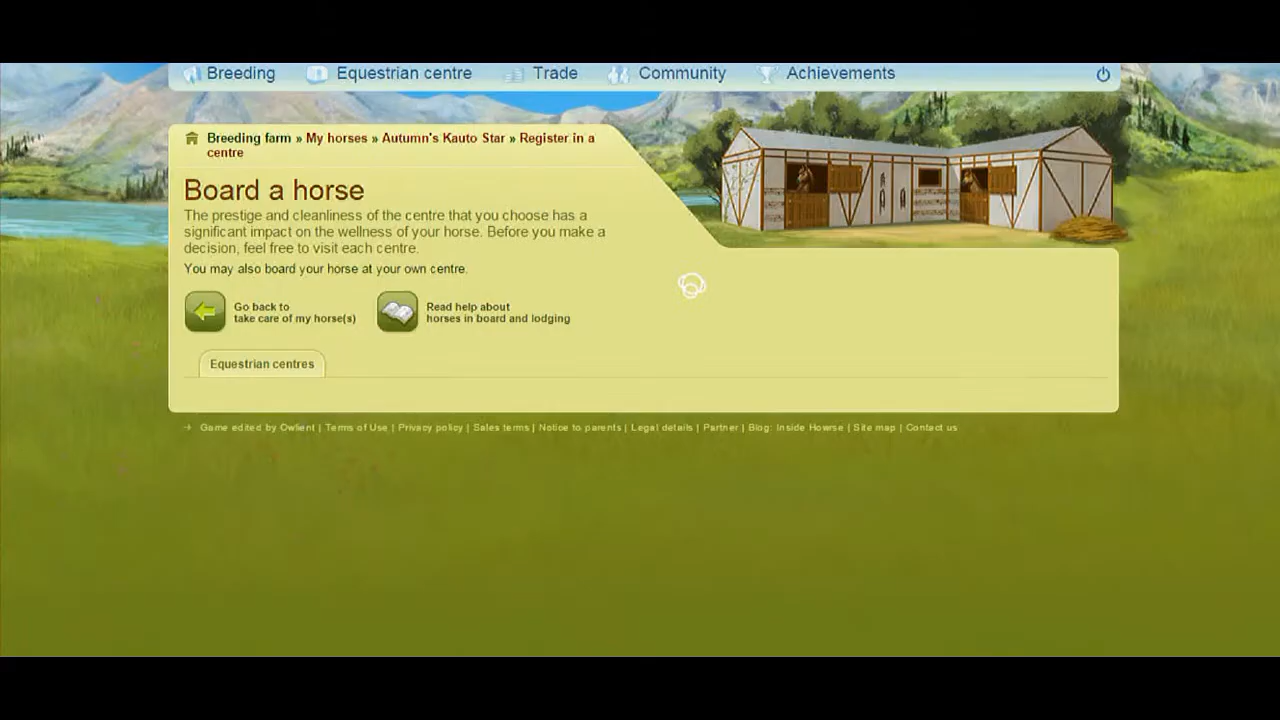 Breeding Equestrian centre Trade Community Achievements
Breeding farm » My horses » Autumn's Kauto Star » Register in a
centre
Board a horse
The prestige and cleanliness of the centre that you choose has a
significant impact on the wellness of your horse. Before you make a
decision, feel free to visit each centre.
You may also board your horse at your own centre.
Go back to
take care of my horse(s)
Read help about
horses in board and lodging
Equestrian centres
Game edited by Owlient | Terms of Use | Privacy policy | Sales terms | Notice to parents | Legal details | Partner | Blog: Inside Howrse | Site map | Contact us